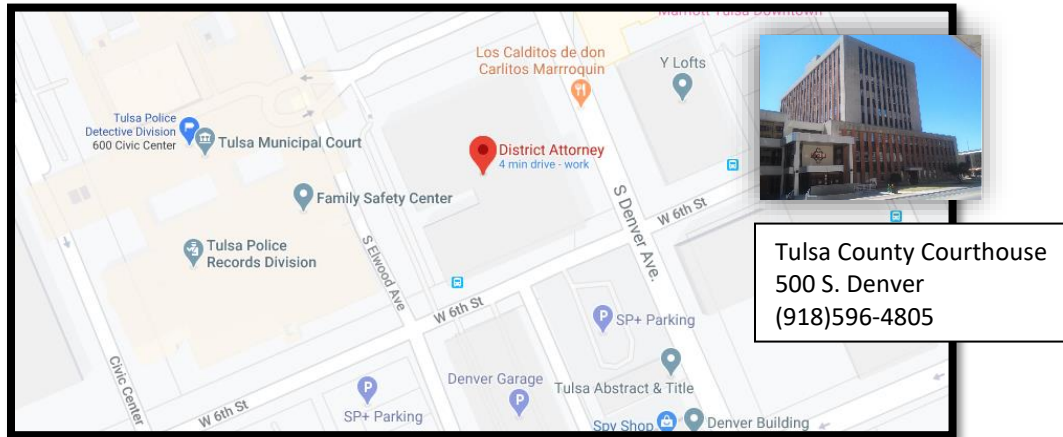 Marriott Tulsa Downtown
Los Calditos de don
Carlitos Marrroquin
Y Lofts
Tulsa Police
Detective Division
600 Civic Center
Tulsa Municipal Court
District Attorney
4 min drive - work
Family Safety Center
S Denver Ave.
W 6th St
Tulsa Police
Records Division
S Elwood Ave
Tulsa County Courthouse
500 S. Denver
(918)596-4805
W 6th St
P
SP+ Parking
Civic Center
Denver Garage
P
Tulsa Abstract & Title
P
SP+ Parking
W 6th St
Spy Shop
Denver Building